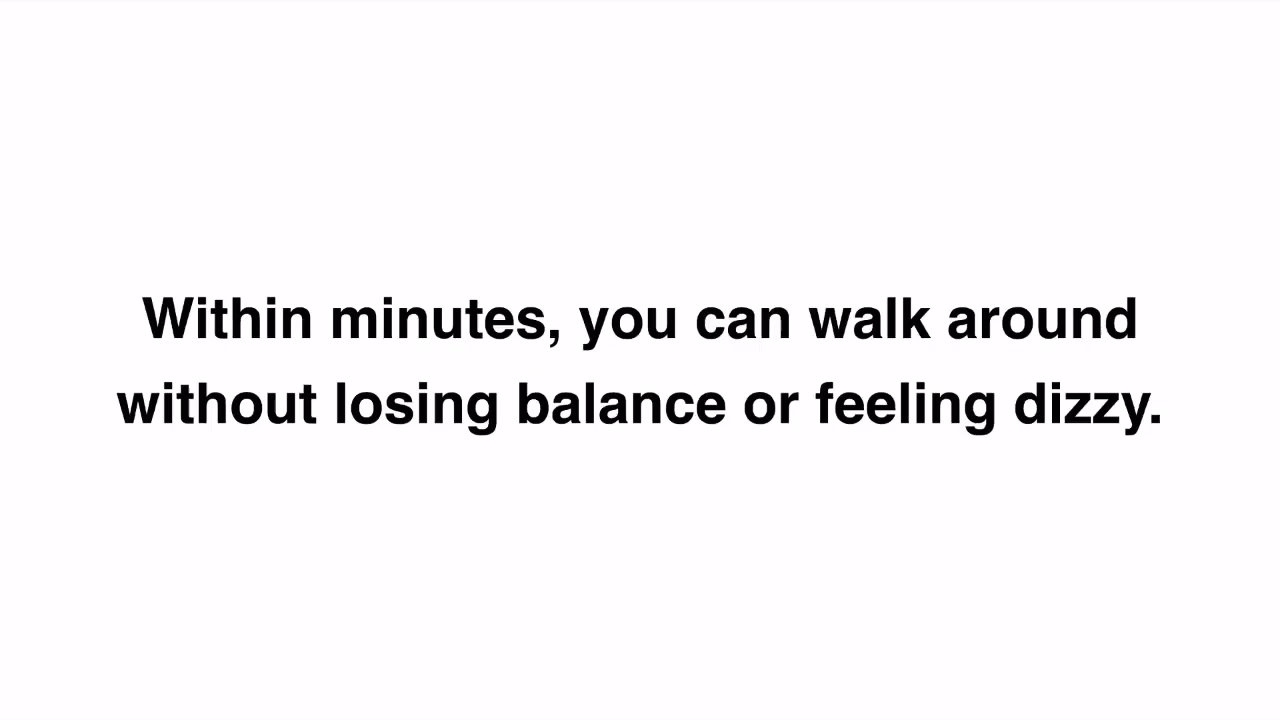 Within minutes, you can walk around
without losing balance or feeling dizzy.